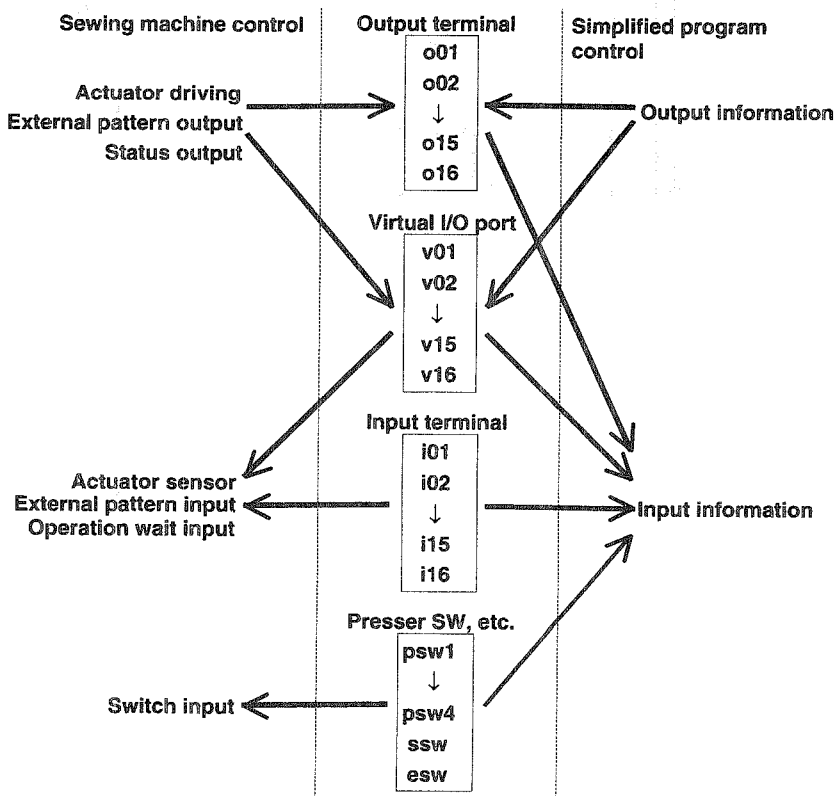 Sewing machine control
Output terminal
Simplified program
control
o01
o02
↓
o15
o16
Actuator driving
External pattern output
Status output
Output information
Virtual I/O port
v01
v02
↓
v15
v16
Input terminal
i01
i02
↓
i15
i16
Actuator sensor
External pattern input
Operation wait input
Input information
Presser SW, etc.
psw1
↓
psw4
ssw
esw
Switch input